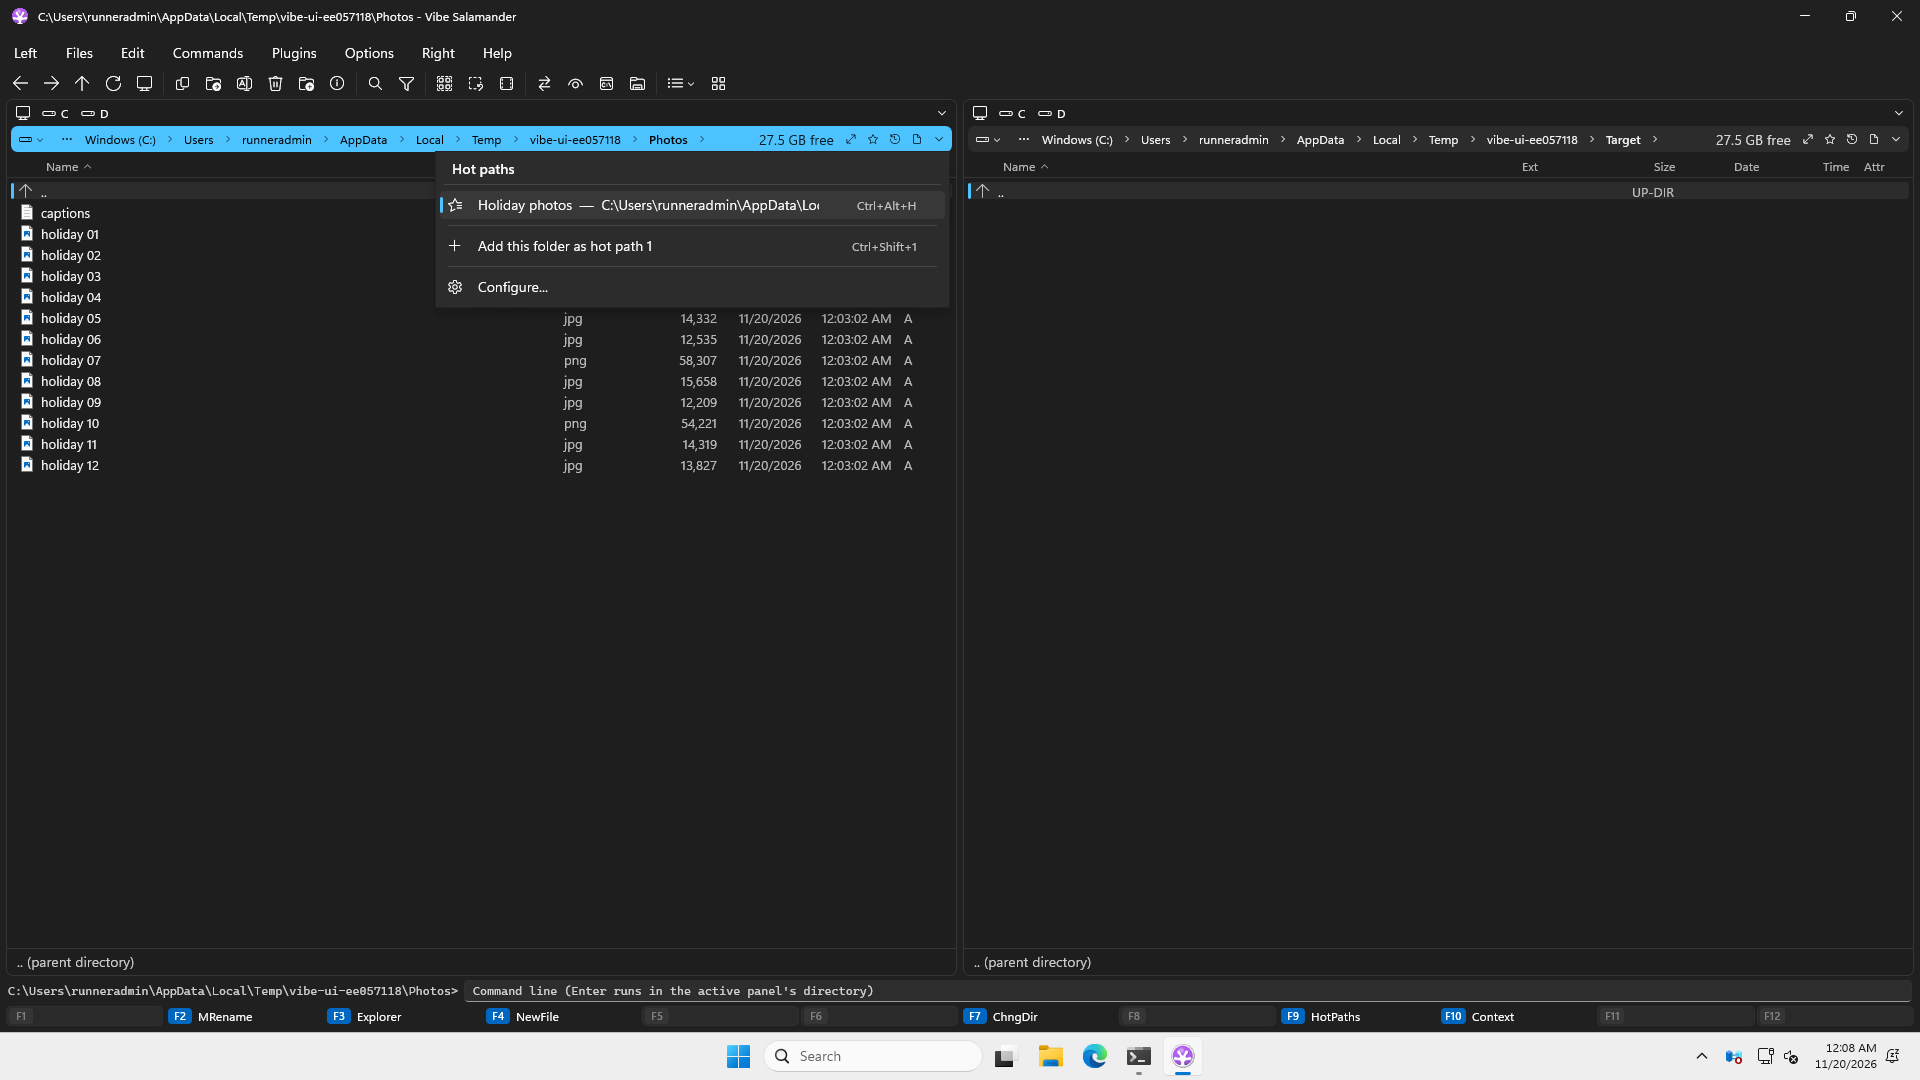 C:\Users\runneradmin\AppData\Local\Temp\vibe-ui-ee057118\Photos - Vibe Salamander
Left Files Edit Commands Plugins Options Right Help
C D
Windows (C:) Users runneradmin AppData Local Temp vibe-ui-ee057118 Photos 27.5 GB free
Name
..
captions
holiday 01
holiday 02
holiday 03
holiday 04
holiday 05 jpg 14,332 11/20/2026 12:03:02 AM A
holiday 06 jpg 12,535 11/20/2026 12:03:02 AM A
holiday 07 png 58,307 11/20/2026 12:03:02 AM A
holiday 08 jpg 15,658 11/20/2026 12:03:02 AM A
holiday 09 jpg 12,209 11/20/2026 12:03:02 AM A
holiday 10 png 54,221 11/20/2026 12:03:02 AM A
holiday 11 jpg 14,319 11/20/2026 12:03:02 AM A
holiday 12 jpg 13,827 11/20/2026 12:03:02 AM A
Hot paths
Holiday photos — C:\Users\runneradmin\AppData\Loc Ctrl+Alt+H
Add this folder as hot path 1 Ctrl+Shift+1
Configure...
.. (parent directory)
C D
Windows (C:) Users runneradmin AppData Local Temp vibe-ui-ee057118 Target 27.5 GB free
Name Ext Size Date Time Attr
.. UP-DIR
.. (parent directory)
C:\Users\runneradmin\AppData\Local\Temp\vibe-ui-ee057118\Photos> Command line (Enter runs in the active panel's directory)
F1 F2 MRename F3 Explorer F4 NewFile F5 F6 F7 ChngDir F8 F9 HotPaths F10 Context F11 F12
Search
12:08 AM
11/20/2026